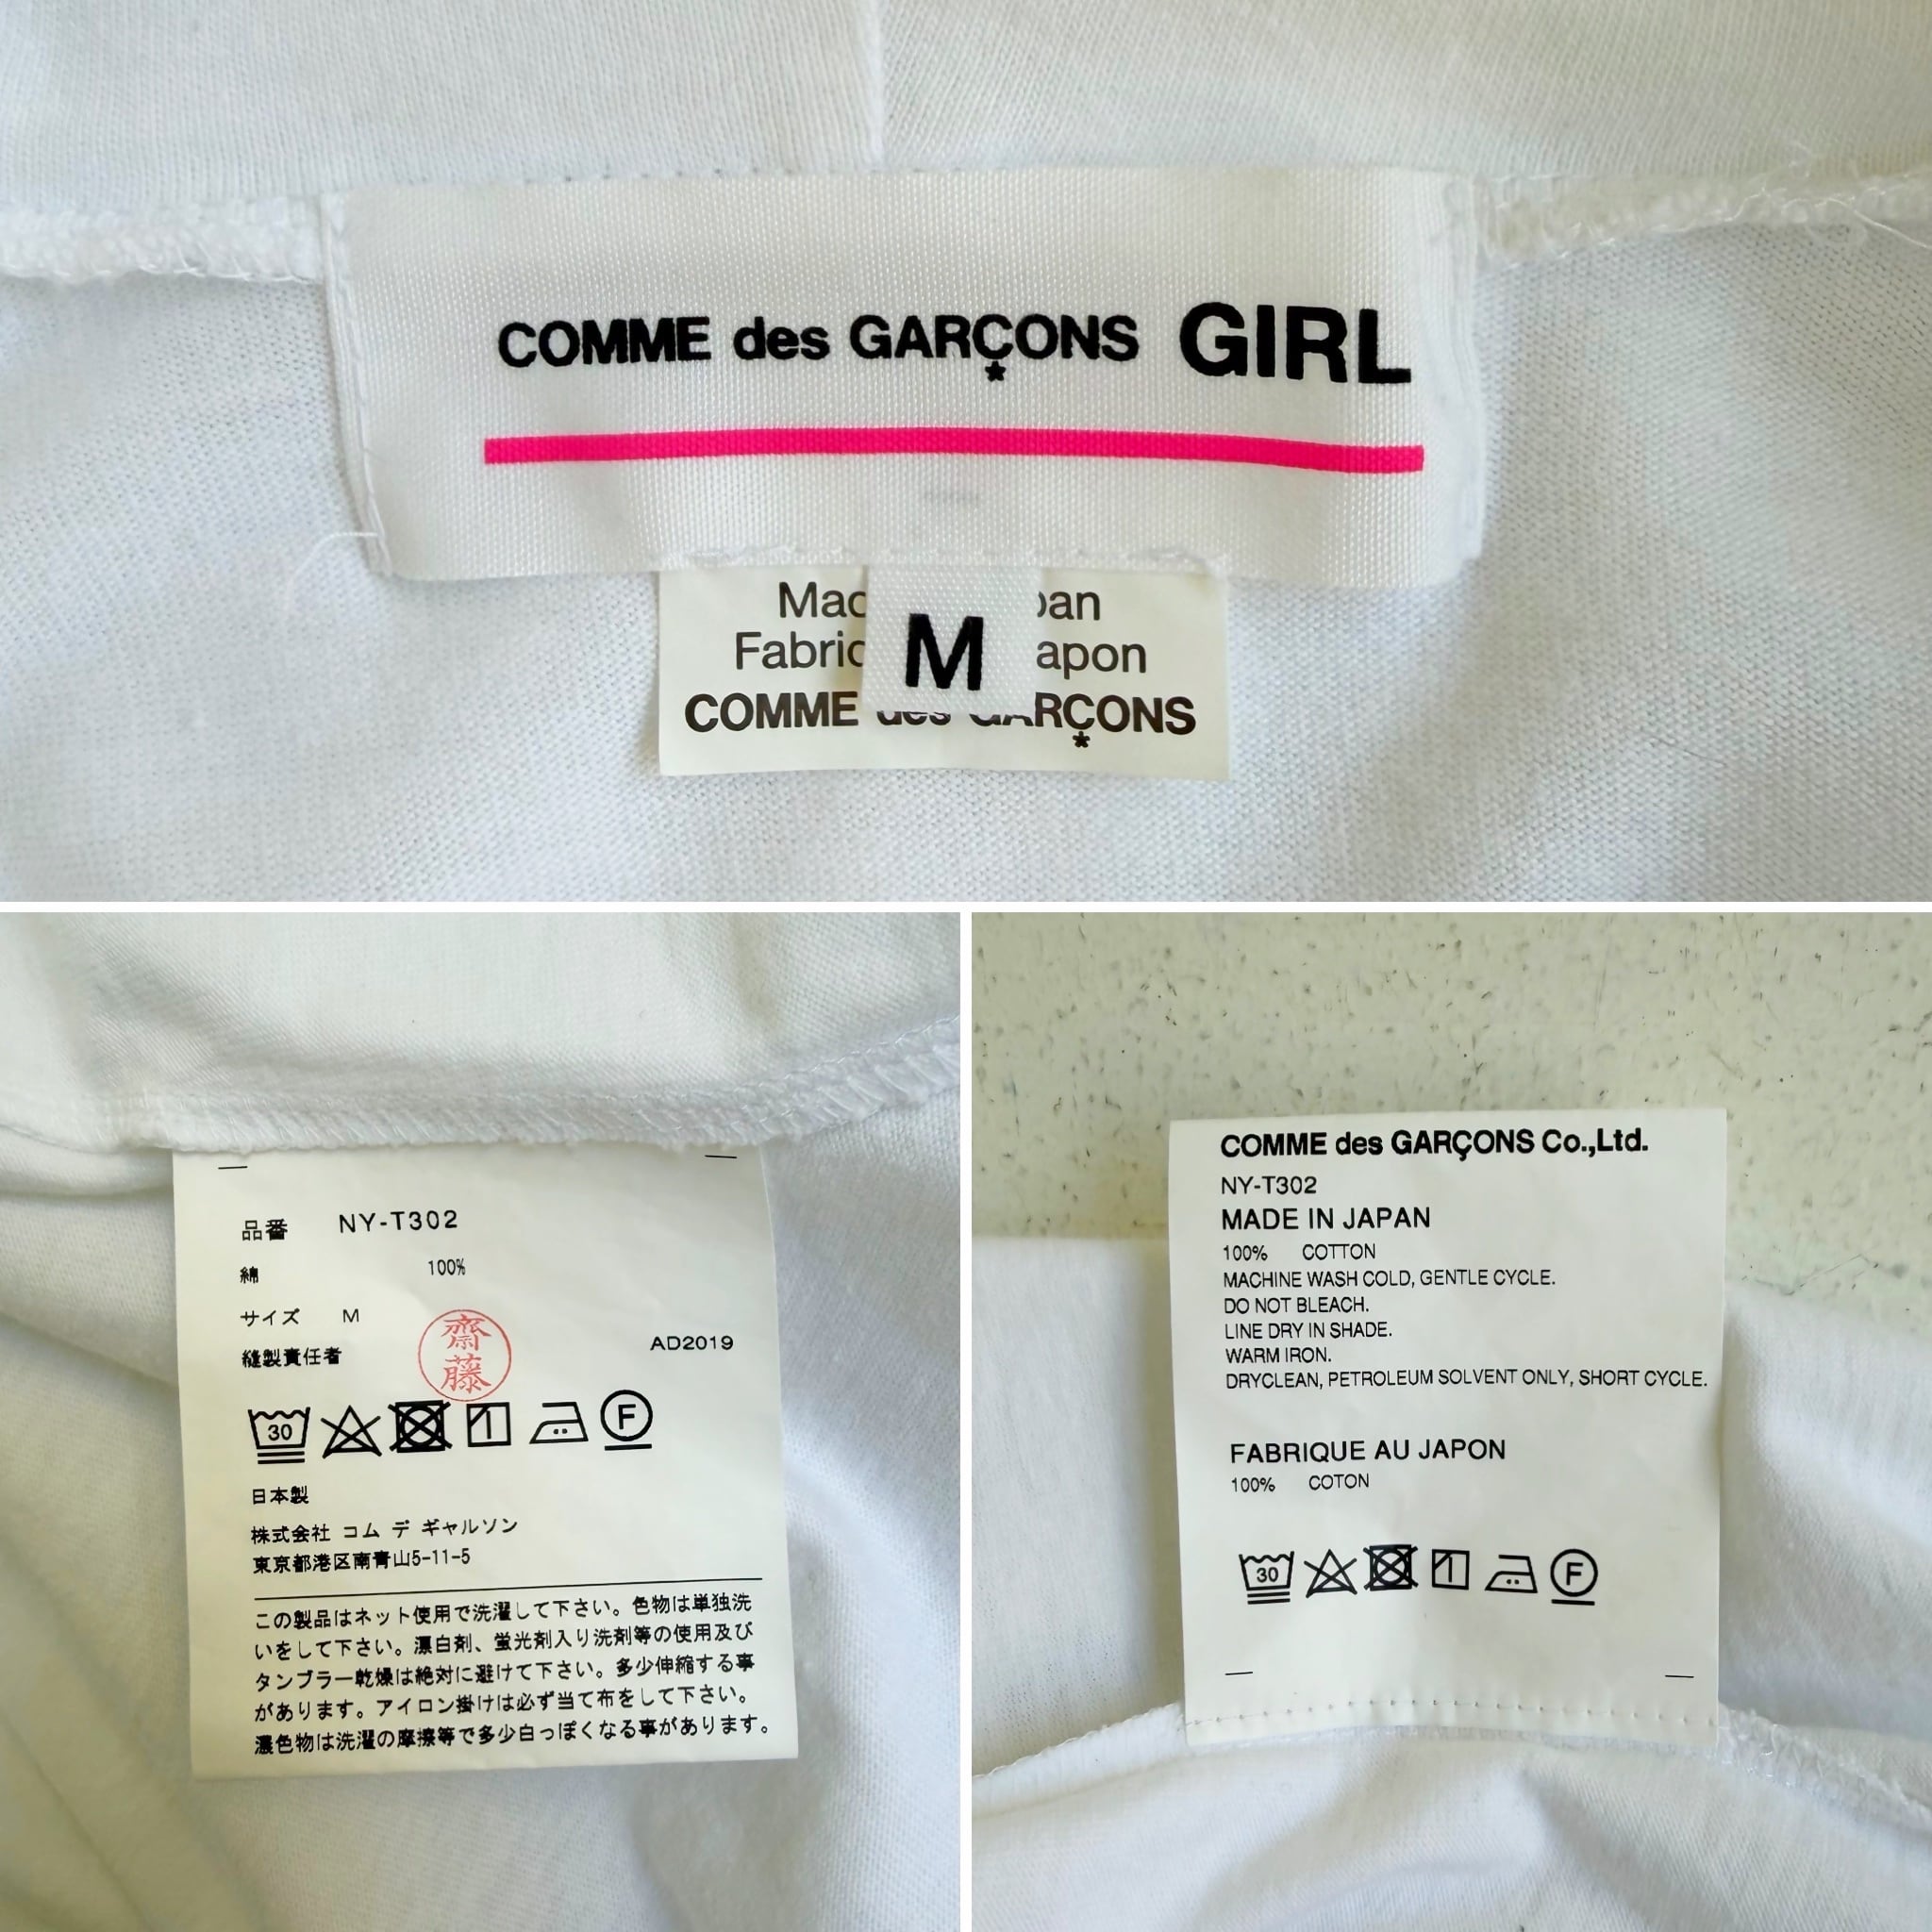 COMME des GARÇONS GIRL
Mac pan
Fabric apon
M
COMME des GARÇONS
品番 NY-T302
綿 100%
サイズ M
縫製責任者 齋藤 AD2019
30 F
日本製
株式会社 コム デ ギャルソン
東京都港区南青山5-11-5
この製品はネット使用で洗濯して下さい。色物は単独洗
いをして下さい。漂白剤、蛍光剤入り洗剤等の使用及び
タンブラー乾燥は絶対に避けて下さい。多少伸縮する事
があります。アイロン掛けは必ず当て布をして下さい。
濃色物は洗濯の摩擦等で多少白っぽくなる事があります。
COMME des GARÇONS Co.,Ltd.
NY-T302
MADE IN JAPAN
100% COTTON
MACHINE WASH COLD, GENTLE CYCLE.
DO NOT BLEACH.
LINE DRY IN SHADE.
WARM IRON.
DRYCLEAN, PETROLEUM SOLVENT ONLY, SHORT CYCLE.
FABRIQUE AU JAPON
100% COTON
30 F